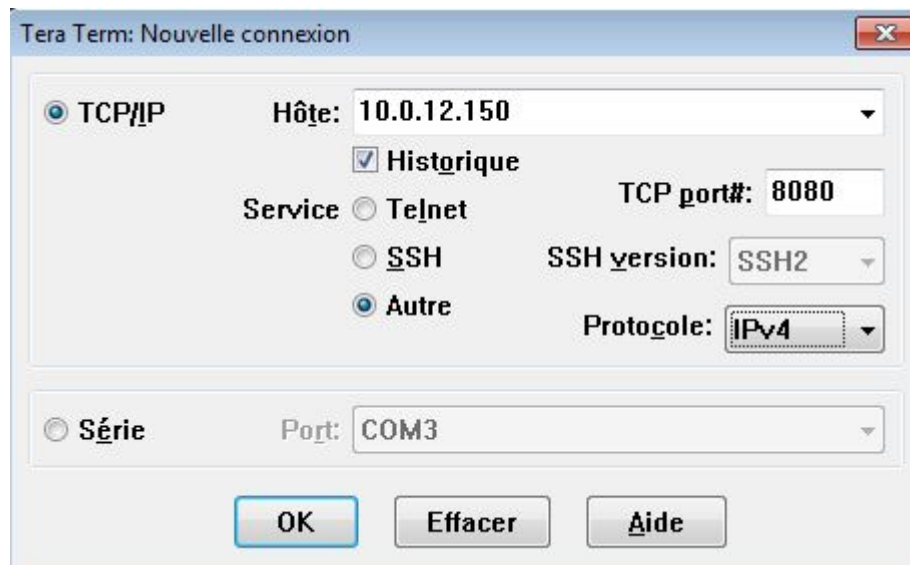 Tera Term: Nouvelle connexion
TCP/IP Hôte: 10.0.12.150
Historique
Service Telnet TCP port#: 8080
SSH SSH version: SSH2
Autre Protocole: IPv4
Série Port: COM3
OK Effacer Aide